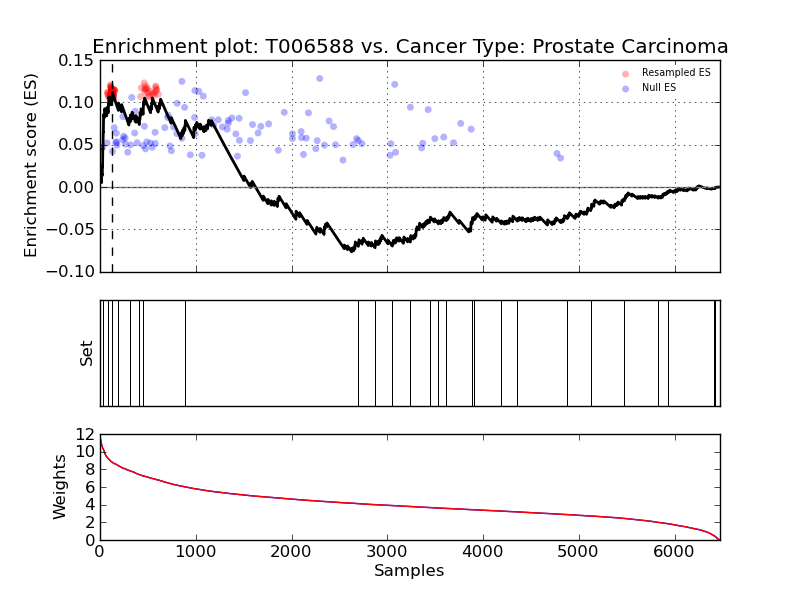 Enrichment plot: T006588 vs. Cancer Type: Prostate Carcinoma
0.15
0.10
0.05
0.00
−0.05
−0.10
Enrichment score (ES)
Resampled ES
Null ES
Set
12
10
8
6
4
2
0
Weights
0 1000 2000 3000 4000 5000 6000
Samples